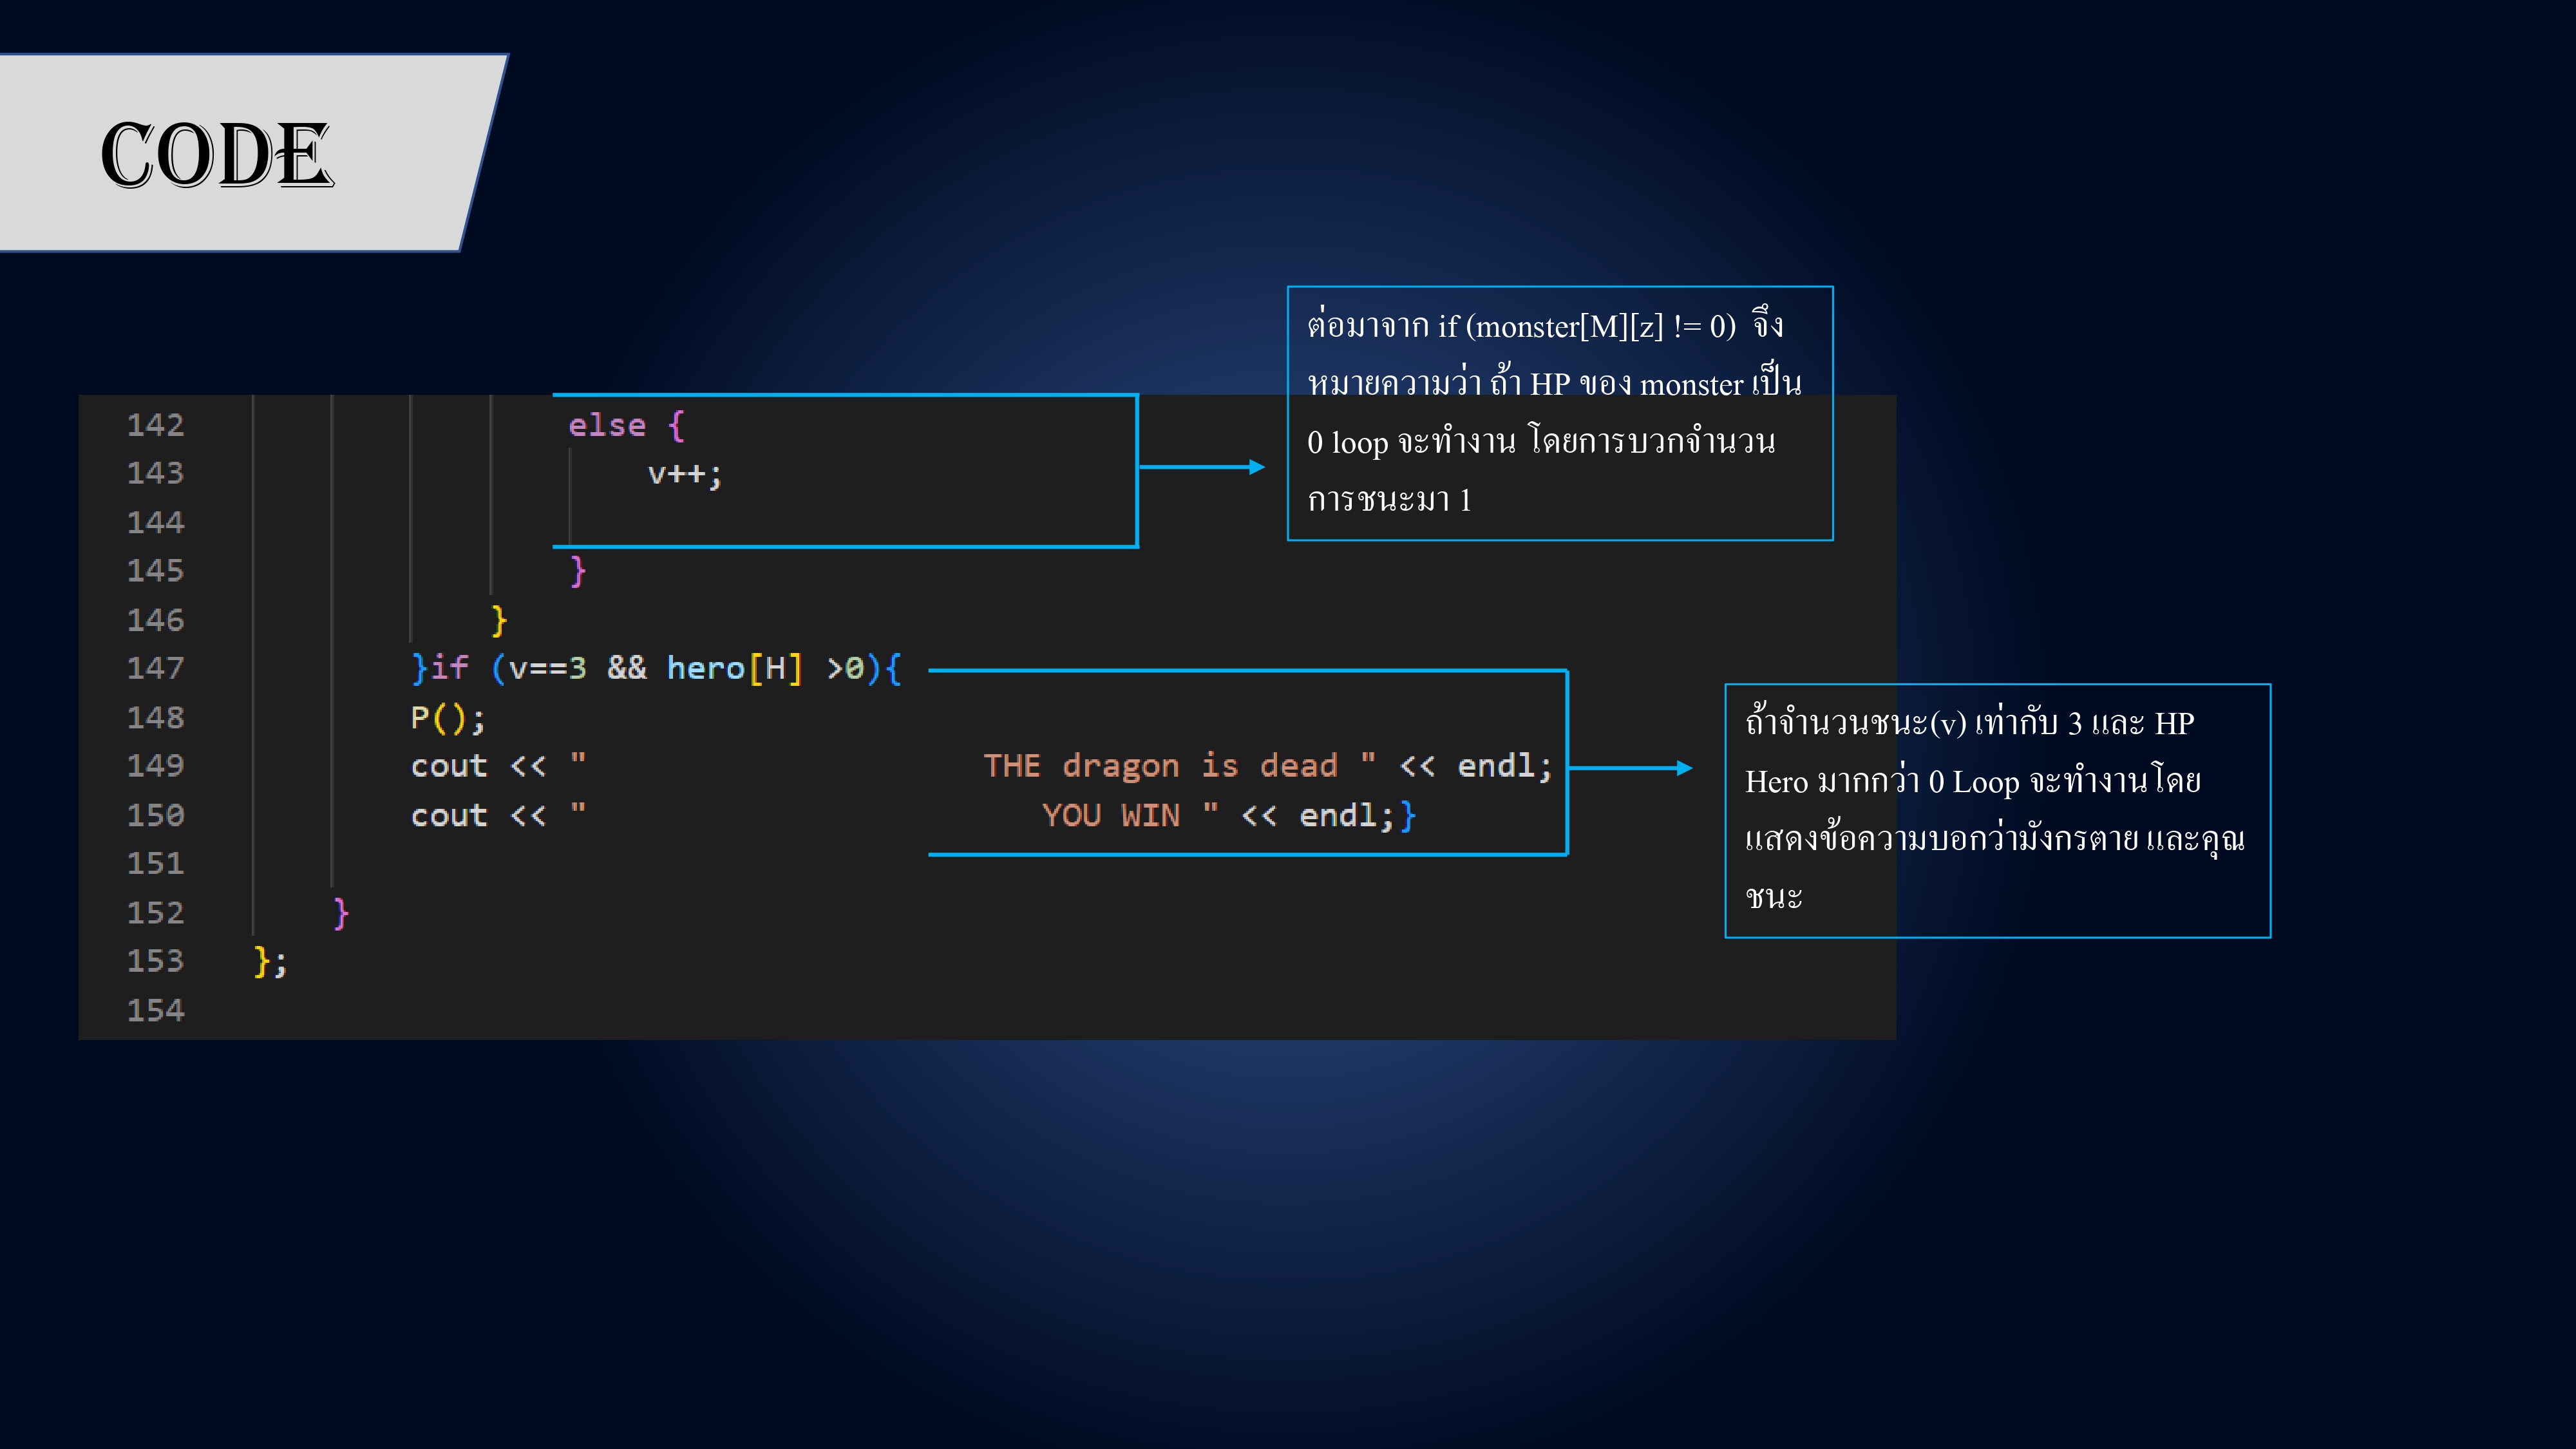 CODE
ต่อมาจาก if (monster[M][z] != 0) จึง
หมายความว่า ถ้า HP ของ monster เป็น
0 loop จะทำงาน โดยการบวกจำนวน
การชนะมา 1
142 else {
143 v++;
144
145 }
146 }
147 }if (v==3 && hero[H] >0){
148 P();
149 cout << "                    THE dragon is dead " << endl;
150 cout << "                       YOU WIN " << endl;}
151
152 }
153 };
154
ถ้าจำนวนชนะ(v) เท่ากับ 3 และ HP
Hero มากกว่า 0 Loop จะทำงานโดย
แสดงข้อความบอกว่ามังกรตาย และคุณ
ชนะ